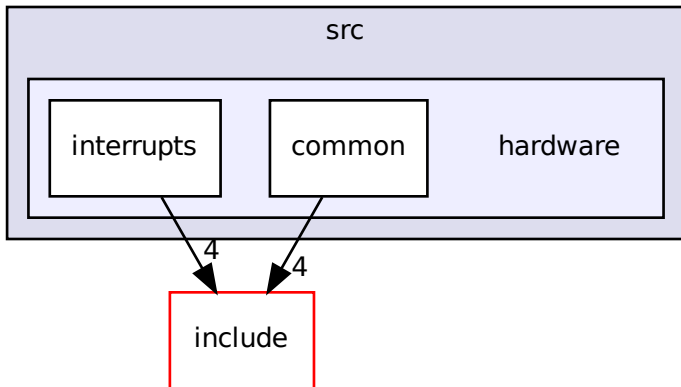 src
interrupts
common
hardware
4
4
include